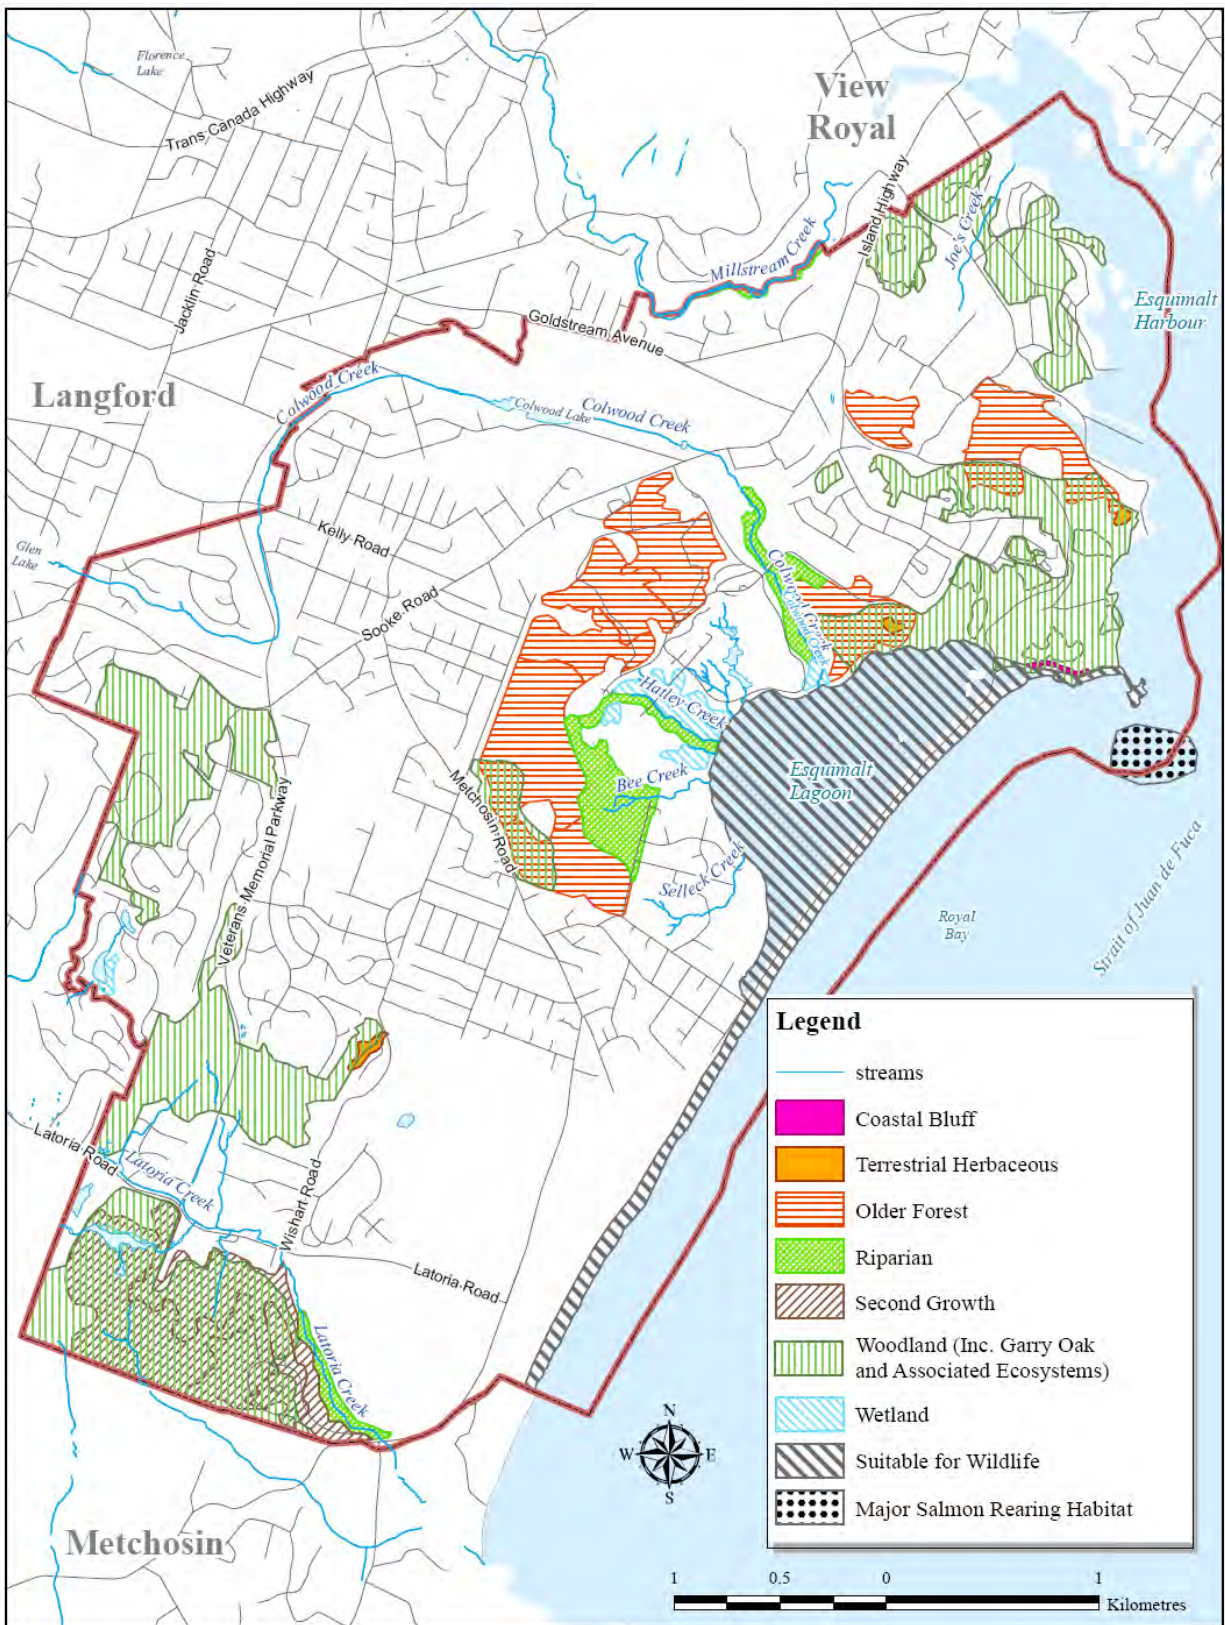 Florence
Lake
Trans Canada Highway
View
Royal
Island Highway
Joe's Creek
Millstream Creek
Jacklin Road
Goldstream Avenue
Esquimalt
Harbour
Langford
Colwood Creek
Colwood Lake
Colwood Creek
Kelly Road
Glen
Lake
Sooke Road
Colwood Creek
Colwood Creek
Hatley Creek
Bee Creek
Esquimalt
Lagoon
Metchosin Road
Veterans Memorial Parkway
Selleck Creek
Royal
Bay
Strait of Juan de Fuca
Latoria Road
Latoria Creek
Wishart Road
Latoria Road
Latoria Creek
Metchosin
N
W E
S
Legend
streams
Coastal Bluff
Terrestrial Herbaceous
Older Forest
Riparian
Second Growth
Woodland (Inc. Garry Oak
and Associated Ecosystems)
Wetland
Suitable for Wildlife
Major Salmon Rearing Habitat
1 0.5 0 1
Kilometres